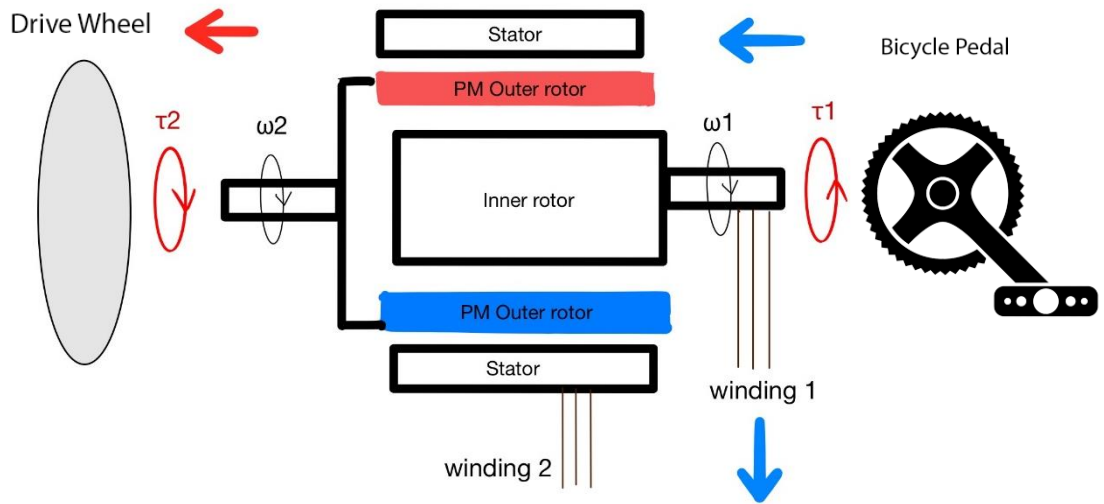 Drive Wheel
Stator
Bicycle Pedal
PM Outer rotor
τ2
ω2
ω1
τ1
Inner rotor
PM Outer rotor
Stator
winding 1
winding 2